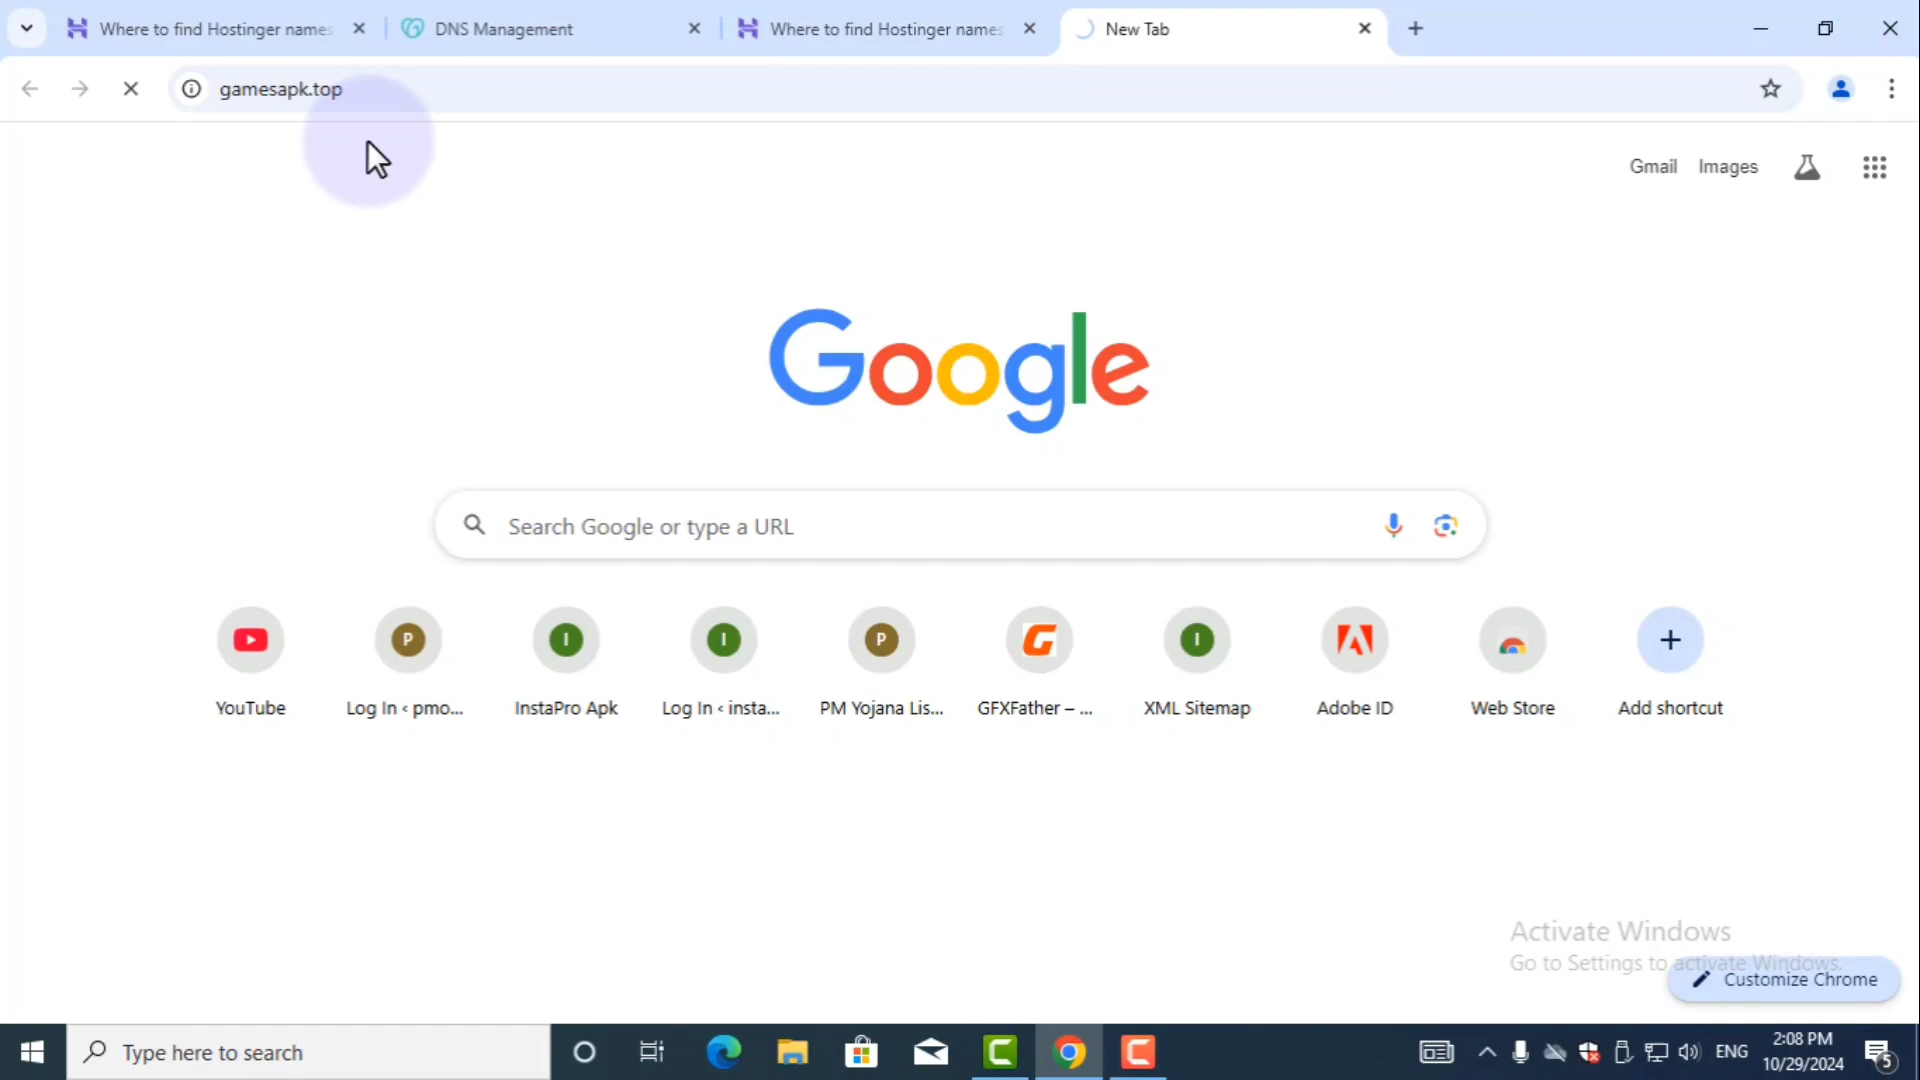 Where to find Hostinger names
DNS Management
Where to find Hostinger names
New Tab
gamesapk.top
Gmail
Images
Google
Search Google or type a URL
P
I
I
P
G
I
YouTube
Log In ‹ pmo...
InstaPro Apk
Log In ‹ insta...
PM Yojana Lis...
GFXFather – ...
XML Sitemap
Adobe ID
Web Store
Add shortcut
Activate Windows
Go to Settings to activate Windows.
Customize Chrome
Type here to search
ENG
2:08 PM
10/29/2024
5